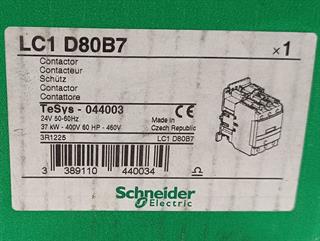 LC1 D80B7 x1
Contactor
Contacteur
Schütz
Contactor
Contattore
TeSys - 044003 CE
24V 50-60Hz Made in
37 kW - 400V 60 HP - 460V Czech Republic
3R1225 LC1 D80B7
3 389110 440034
Schneider
Electric